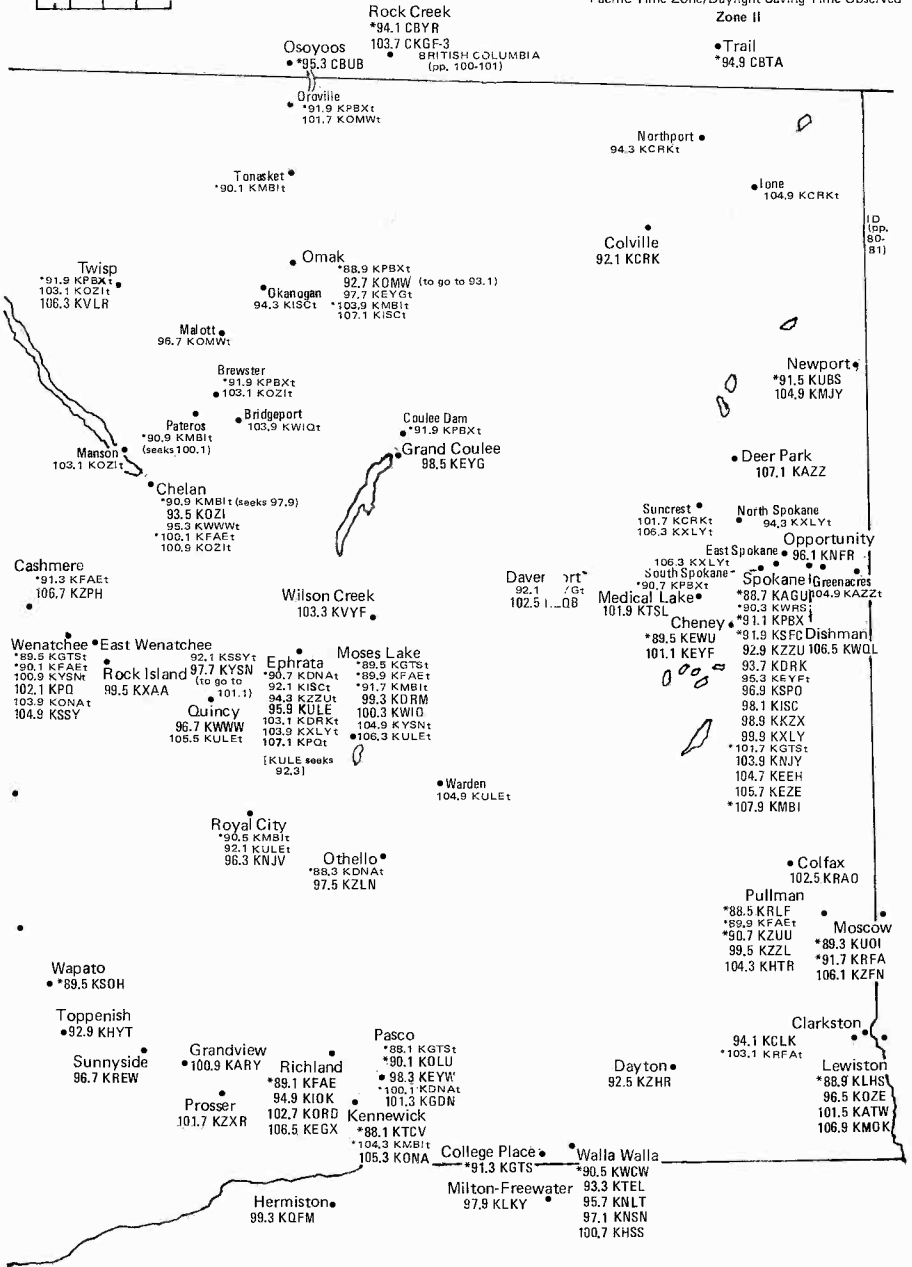 Pacific Time Zone/Daylight Saving Time Observed
Zone II
Rock Creek
*94.1 CBYR
103.7 CKGF-3
BRITISH COLUMBIA
(pp. 100-101)
Osoyoos
*95.3 CBUB
Trail
*94.9 CBTA
Oroville
*91.9 KPBXt
101.7 KOMWt
Northport
94.3 KCRKt
Tonasket
*90.1 KMBIt
Ione
104.9 KCRKt
ID
(pp.
80-
81)
Colville
92.1 KCRK
Twisp
*91.9 KPBXt
103.1 KOZIt
106.3 KVLR
Omak
*88.9 KPBXt
92.7 KOMW (to go to 93.1)
97.7 KEYGt
*103.9 KMBIt
107.1 KISCt
Okanogan
94.3 KISCt
Malott
96.7 KOMWt
Newport
*91.5 KUBS
104.9 KMJY
Brewster
*91.9 KPBXt
103.1 KOZIt
Pateros
*90.9 KMBIt
(seeks 100.1)
Bridgeport
103.9 KWIQt
Coulee Dam
*91.9 KPBXt
Grand Coulee
98.5 KEYG
Manson
103.1 KOZIt
Deer Park
107.1 KAZZ
Chelan
*90.9 KMBIt (seeks 97.9)
93.5 KOZI
95.3 KWWWt
*100.1 KFAEt
100.9 KOZIt
Suncrest
101.7 KCRKt
106.3 KXLYt
North Spokane
94.3 KXLYt
Opportunity
96.1 KNFR
East Spokane
106.3 KXLYt
Cashmere
*91.3 KFAEt
106.7 KZPH
Wilson Creek
103.3 KVYF
92.1
102.5
South Spokane
*90.7 KPBXt
Medical Lake
101.9 KTSL
Spokane
*88.7 KAGU
*90.3 KWRS
*91.1 KPBX
*91.9 KSFC
92.9 KZZU
93.7 KDRK
95.3 KEYFt
96.9 KSPO
98.1 KISC
98.9 KKZX
99.9 KXLY
*101.7 KGTSt
103.9 KNJY
104.7 KEEH
105.7 KEZE
*107.9 KMBI
Greenacres
104.9 KAZZt
Dishman
106.5 KWQL
Cheney
*89.5 KEWU
101.1 KEYF
Wenatchee
*89.5 KGTSt
*90.1 KFAEt
100.9 KYSNt
102.1 KPQ
103.9 KONAt
104.9 KSSY
East Wenatchee
92.1 KSSYt
97.7 KYSN
(to go to
101.1)
Rock Island
99.5 KXAA
Quincy
96.7 KWWW
105.5 KULEt
Ephrata
*90.7 KDNAt
92.1 KISCt
94.3 KZZUt
95.9 KULE
103.1 KDRKt
103.9 KXLYt
107.1 KPQt
[KULE seeks
92.3]
Moses Lake
*89.5 KGTSt
*89.9 KFAEt
*91.7 KMBIt
99.3 KDRM
100.3 KWIQ
104.9 KYSNt
106.3 KULEt
Warden
104.9 KULEt
Royal City
*90.5 KMBIt
92.1 KULEt
96.3 KNJV
Othello
*88.3 KDNAt
97.5 KZLN
Colfax
102.5 KRAO
Pullman
*88.5 KRLF
*89.9 KFAEt
*90.7 KZUU
99.5 KZZL
104.3 KHTR
Moscow
*89.3 KUOI
*91.7 KRFA
106.1 KZFN
Wapato
*89.5 KSOH
Toppenish
92.9 KHYT
Sunnyside
96.7 KREW
Grandview
100.9 KARY
Prosser
101.7 KZXR
Richland
*89.1 KFAE
94.9 KIOK
102.7 KORD
106.5 KEGX
Pasco
*88.1 KGTSt
*90.1 KOLU
98.3 KEYW
*100.1 KDNAt
101.3 KGDN
Kennewick
*88.1 KTCV
*104.3 KMBIt
105.3 KONA
Dayton
92.5 KZHR
Clarkston
94.1 KCLK
*103.1 KRFAt
Lewiston
*88.9 KLHS
96.5 KOZE
101.5 KATW
106.9 KMOK
College Place
*91.3 KGTS
Milton-Freewater
97.9 KLKY
Walla Walla
*90.5 KWCW
93.3 KTEL
95.7 KNLT
97.1 KNSN
100.7 KHSS
Hermiston
99.3 KQFM